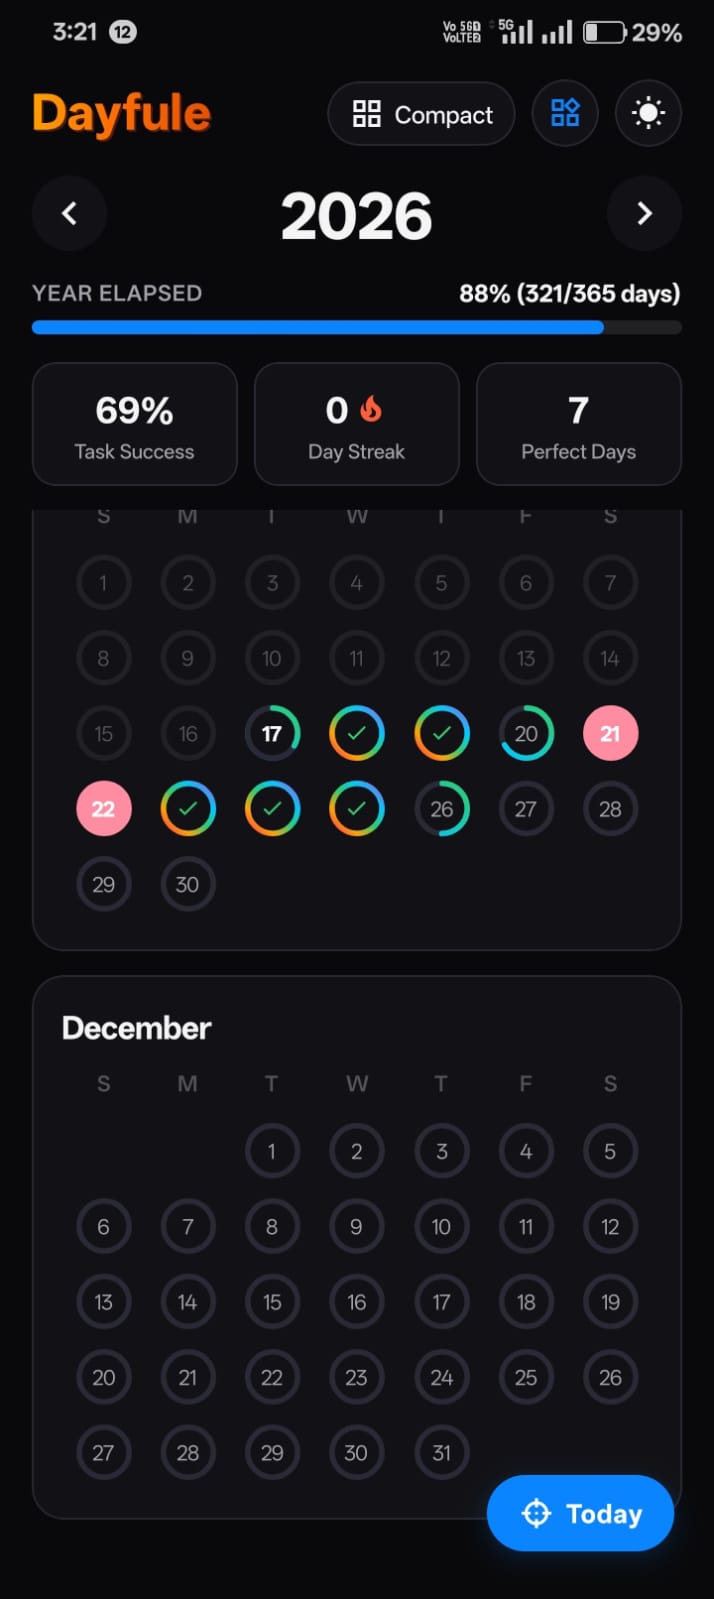 3:21 12 Vo 5GD VoLTE2 5G 29%
Dayfule Compact
2026
YEAR ELAPSED 88% (321/365 days)
69% 0 7
Task Success Day Streak Perfect Days
S M T W T F S
1 2 3 4 5 6 7
8 9 10 11 12 13 14
15 16 17 20 21
22 26 27 28
29 30
December
S M T W T F S
1 2 3 4 5
6 7 8 9 10 11 12
13 14 15 16 17 18 19
20 21 22 23 24 25 26
27 28 29 30 31
Today